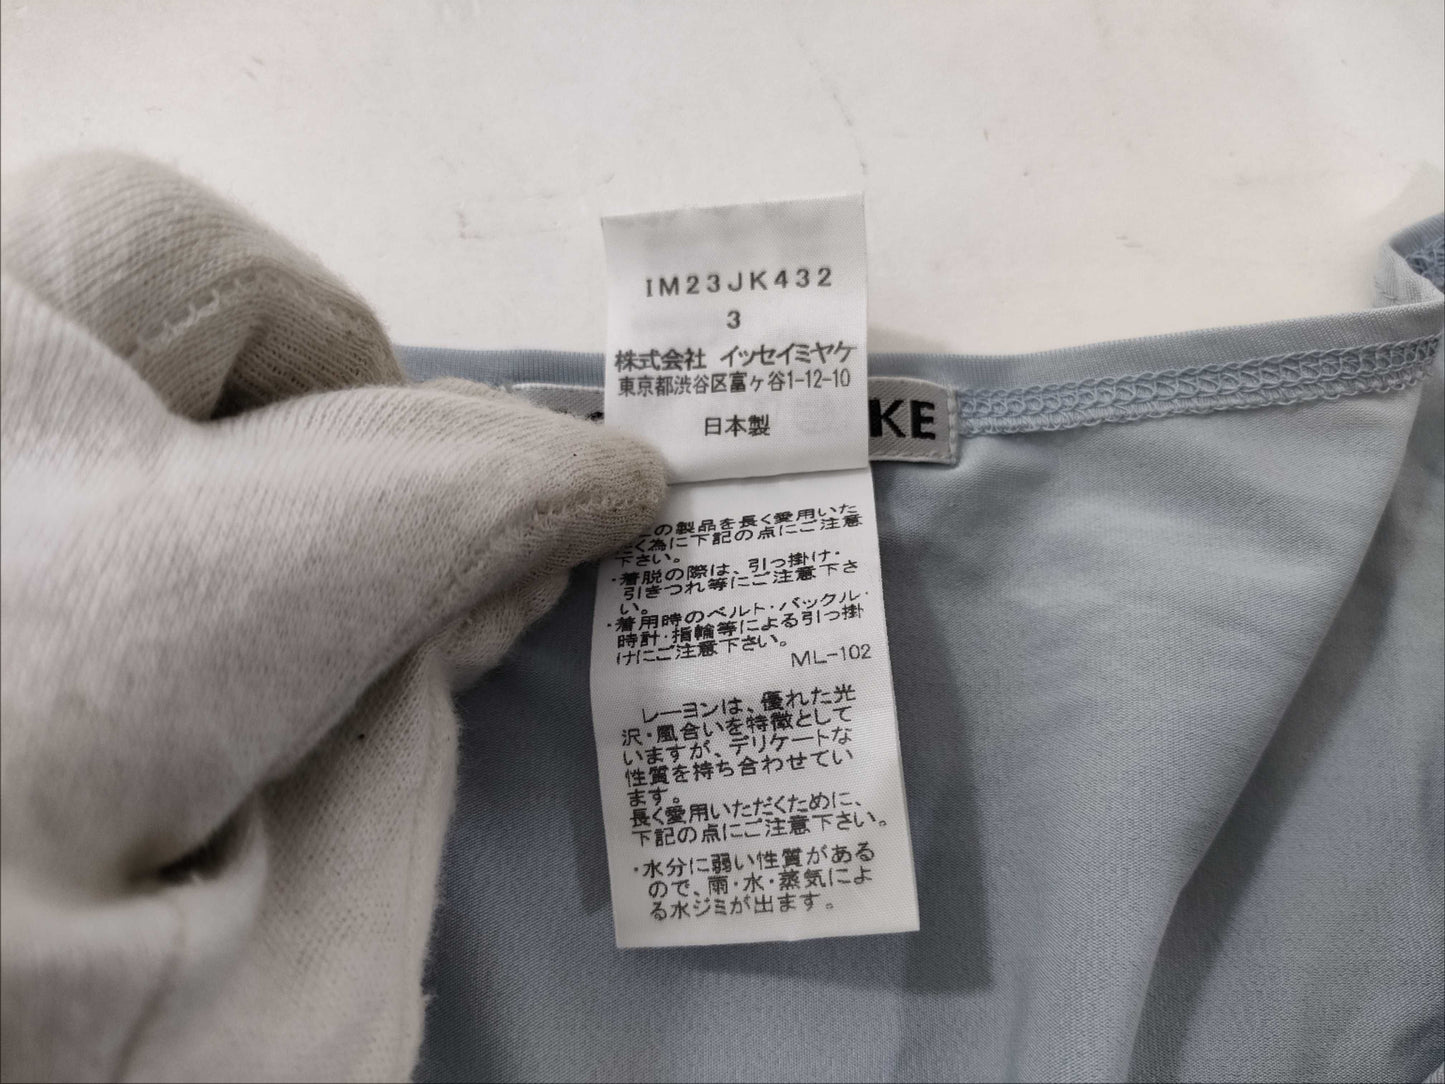 IM23JK432
3
株式会社 イッセイミヤケ
東京都渋谷区富ヶ谷1-12-10
日本製
KE
の製品を長く愛用いた
く為に下記の点にご注意
下さい。
・着脱の際は、引っ掛け・
引きつれ等にご注意下さ
い。
・着用時のベルト・バックル・
時計・指輪等による引っ掛
けにご注意下さい。
ML-102
レーヨンは、優れた光
沢・風合いを特徴として
いますが、デリケートな
性質を持ち合わせてい
ます。
長く愛用いただくために、
下記の点にご注意下さい。
・水分に弱い性質がある
ので、雨・水・蒸気によ
る水ジミが出ます。